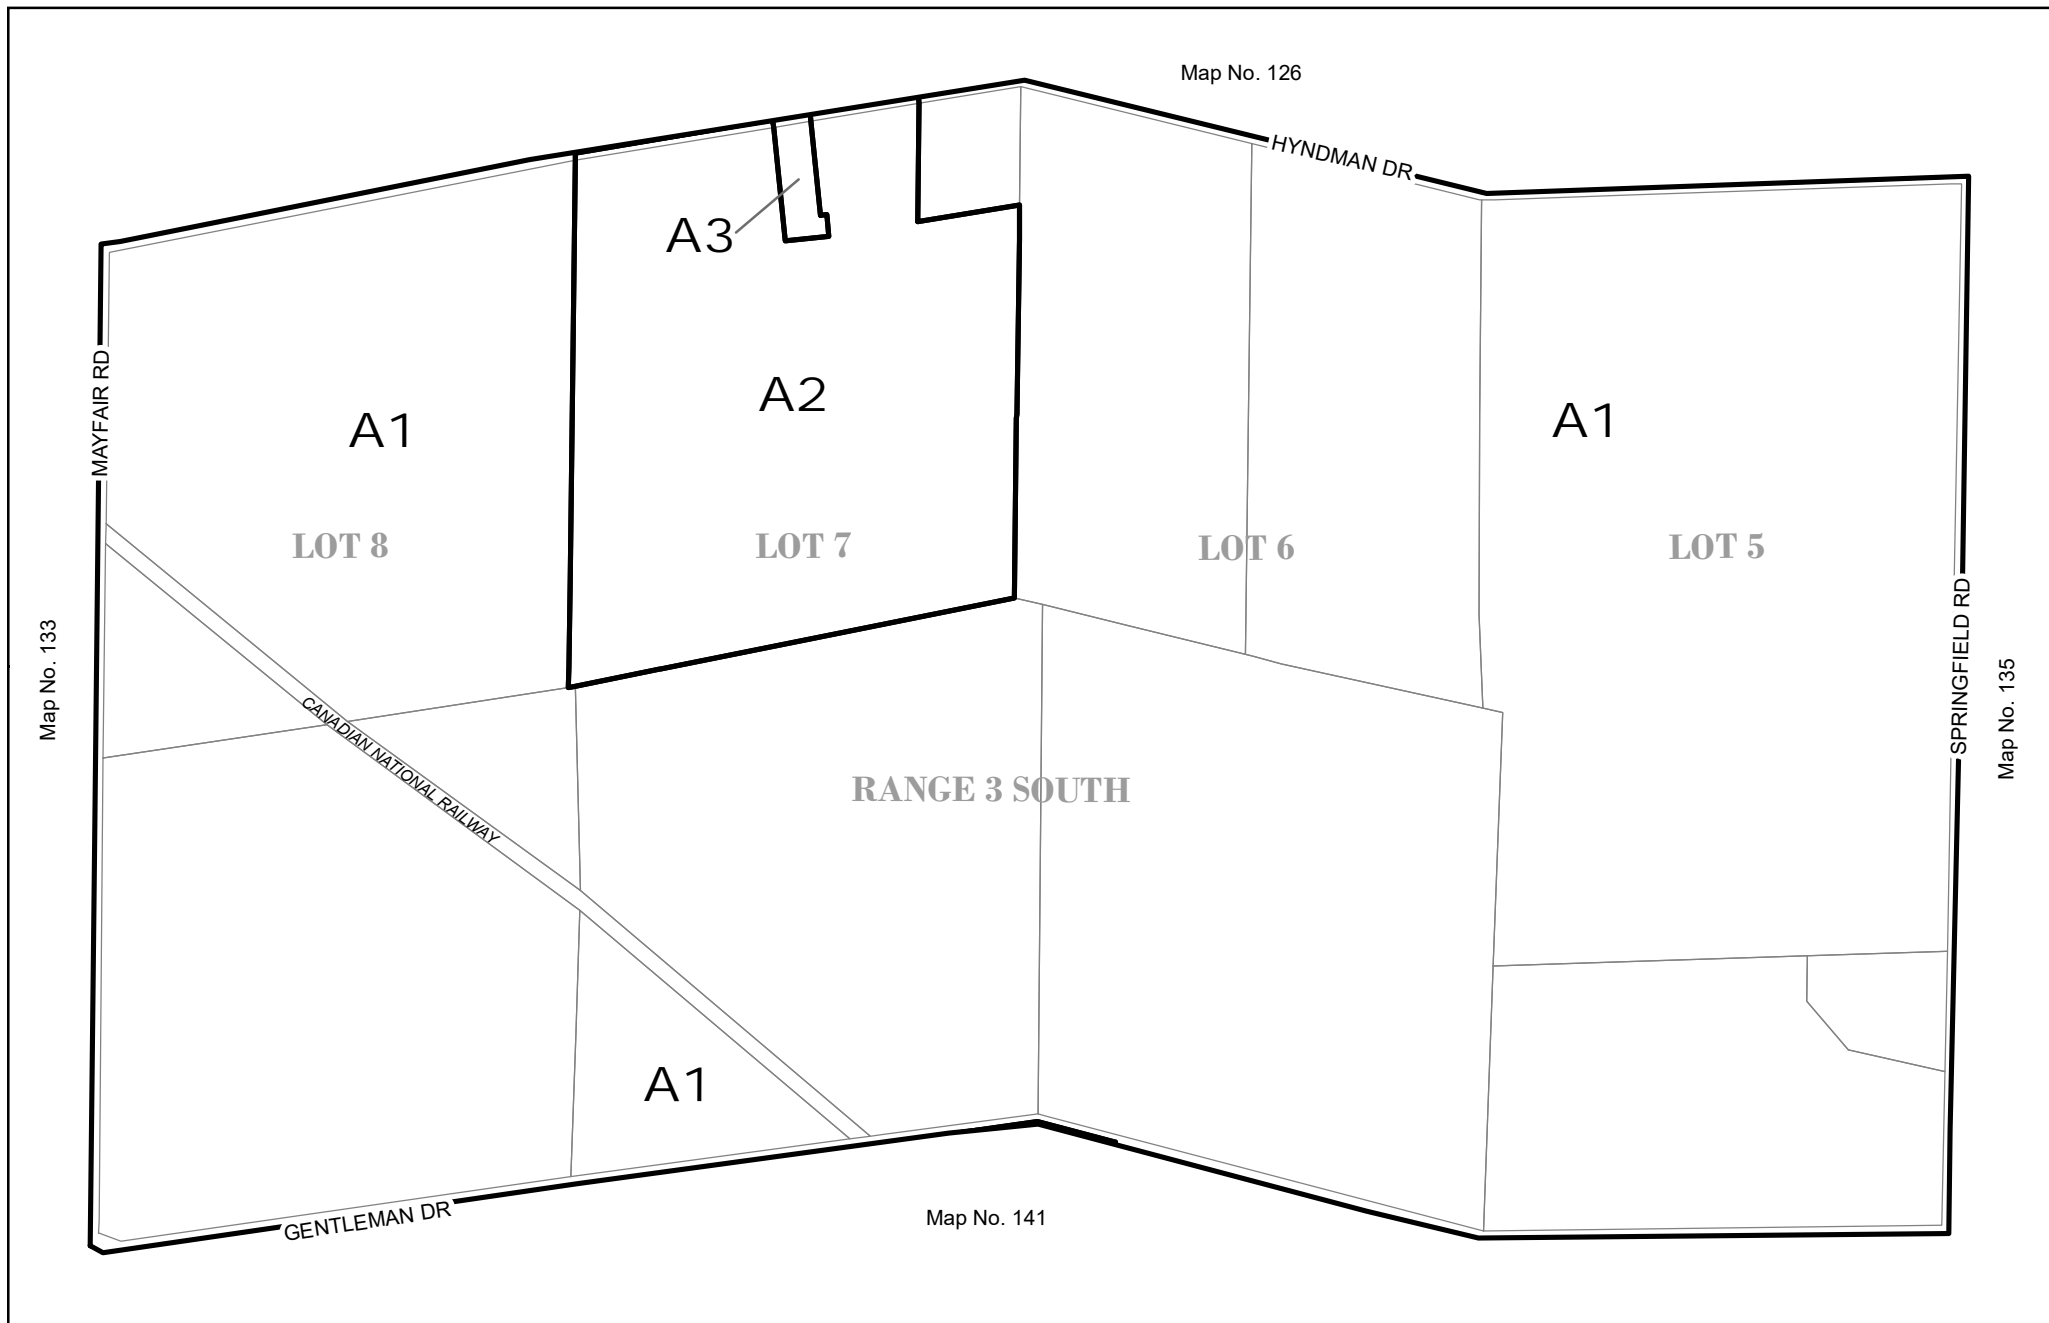 Map No. 126
HYNDMAN DR
A3
A2
A1
A1
MAYFAIR RD
LOT 8
LOT 7
LOT 6
LOT 5
SPRINGFIELD RD
Map No. 133
Map No. 135
CANADIAN NATIONAL RAILWAY
RANGE 3 SOUTH
A1
GENTLEMAN DR
Map No. 141